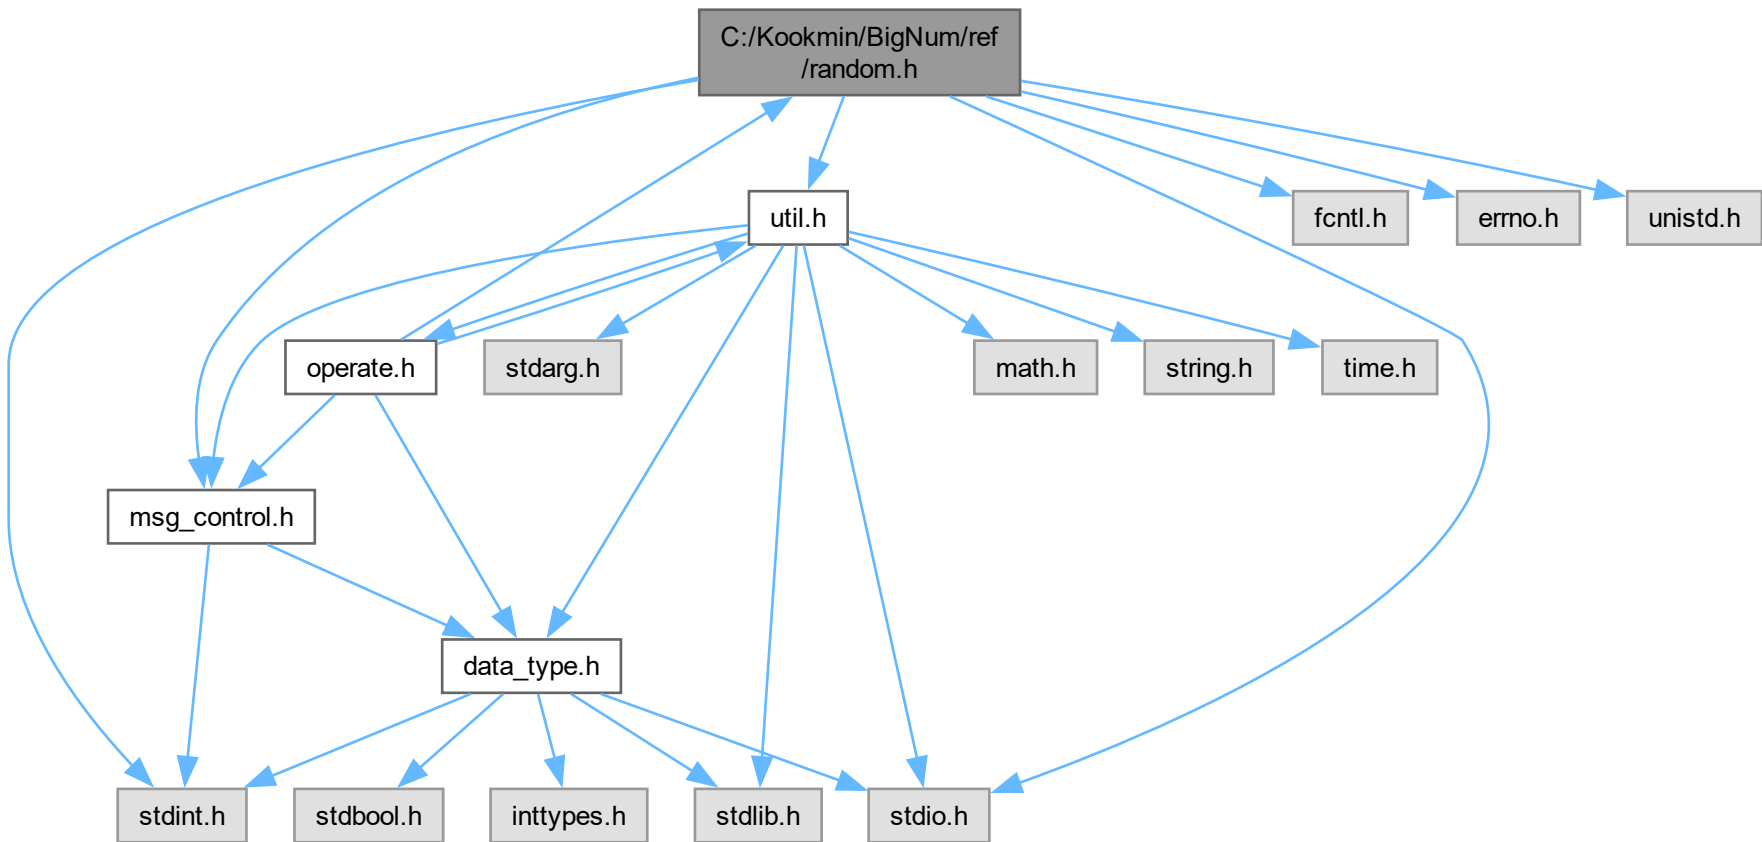 C:/Kookmin/BigNum/ref
/random.h
util.h
fcntl.h
errno.h
unistd.h
operate.h
stdarg.h
math.h
string.h
time.h
msg_control.h
data_type.h
stdint.h
stdbool.h
inttypes.h
stdlib.h
stdio.h